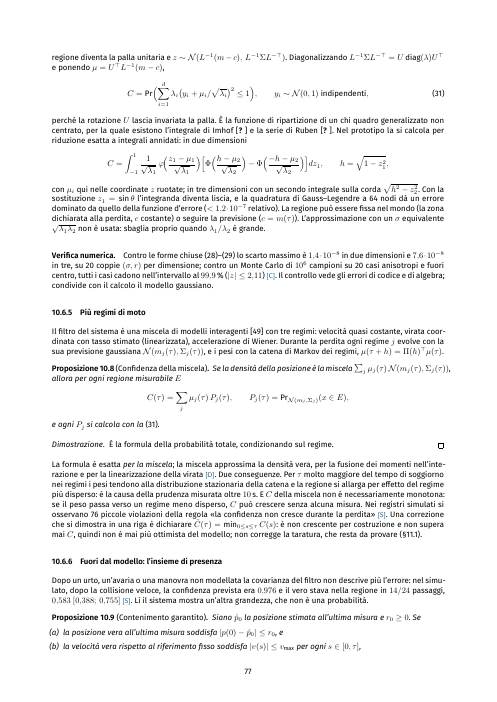 regione diventa la palla unitaria e z ∼ N(L⁻¹(m − c), L⁻¹ΣL⁻ᵀ). Diagonalizzando L⁻¹ΣL⁻ᵀ = U diag(λ)Uᵀ
e ponendo μ = UᵀL⁻¹(m − c),
C = Pr(∑ᵢ₌₁ᵈ λᵢ(yᵢ + μᵢ/√λᵢ)² ≤ 1), yᵢ ∼ N(0, 1) indipendenti, (31)
perché la rotazione U lascia invariata la palla. È la funzione di ripartizione di un chi quadro generalizzato non
centrato, per la quale esistono l'integrale di Imhof [? ] e la serie di Ruben [? ]. Nel prototipo la si calcola per
riduzione esatta a integrali annidati: in due dimensioni
C = ∫₋₁¹ 1/√λ₁ φ((z₁ − μ₁)/√λ₁) [Φ((h − μ₂)/√λ₂) − Φ((−h − μ₂)/√λ₂)] dz₁, h = √(1 − z₁²),
con μᵢ qui nelle coordinate z ruotate; in tre dimensioni con un secondo integrale sulla corda √(h² − z₂²). Con la
sostituzione z₁ = sin θ l'integranda diventa liscia, e la quadratura di Gauss–Legendre a 64 nodi dà un errore
dominato da quello della funzione d'errore (< 1,2·10⁻⁷ relativo). La regione può essere fissa nel mondo (la zona
dichiarata alla perdita, c costante) o seguire la previsione (c = m(τ)). L'approssimazione con un σ equivalente
√(λ₁λ₂) non è usata: sbaglia proprio quando λ₁/λ₂ è grande.
Verifica numerica. Contro le forme chiuse (28)–(29) lo scarto massimo è 1,4·10⁻⁸ in due dimensioni e 7,6·10⁻⁸
in tre, su 20 coppie (σ, r) per dimensione; contro un Monte Carlo di 10⁶ campioni su 20 casi anisotropi e fuori
centro, tutti i casi cadono nell'intervallo al 99,9 % (|z| ≤ 2,11) [C]. Il controllo vede gli errori di codice e di algebra;
condivide con il calcolo il modello gaussiano.
10.6.5 Più regimi di moto
Il filtro del sistema è una miscela di modelli interagenti [49] con tre regimi: velocità quasi costante, virata coor-
dinata con tasso stimato (linearizzata), accelerazione di Wiener. Durante la perdita ogni regime j evolve con la
sua previsione gaussiana N(mⱼ(τ), Σⱼ(τ)), e i pesi con la catena di Markov dei regimi, μ(τ + h) = Π(h)ᵀμ(τ).
Proposizione 10.8 (Confidenza della miscela). Se la densità della posizione è la miscela ∑ⱼ μⱼ(τ) N(mⱼ(τ), Σⱼ(τ)),
allora per ogni regione misurabile E
C(τ) = ∑ⱼ μⱼ(τ) Pⱼ(τ), Pⱼ(τ) = Pr_N(mⱼ,Σⱼ)(x ∈ E),
e ogni Pⱼ si calcola con la (31).
Dimostrazione. È la formula della probabilità totale, condizionando sul regime. □
La formula è esatta per la miscela; la miscela approssima la densità vera, per la fusione dei momenti nell'inte-
razione e per la linearizzazione della virata [D]. Due conseguenze. Per τ molto maggiore del tempo di soggiorno
nei regimi i pesi tendono alla distribuzione stazionaria della catena e la regione si allarga per effetto del regime
più disperso: è la causa della prudenza misurata oltre 10 s. E C della miscela non è necessariamente monotona:
se il peso passa verso un regime meno disperso, C può crescere senza alcuna misura. Nei registri simulati si
osservano 76 piccole violazioni della regola «la confidenza non cresce durante la perdita» [S]. Una correzione
che si dimostra in una riga è dichiarare C̃(τ) = min₀≤ₛ≤τ C(s): è non crescente per costruzione e non supera
mai C, quindi non è mai più ottimista del modello; non corregge la taratura, che resta da provare (§11.1).
10.6.6 Fuori dal modello: l'insieme di presenza
Dopo un urto, un'avaria o una manovra non modellata la covarianza del filtro non descrive più l'errore: nel simu-
lato, dopo la collisione veloce, la confidenza prevista era 0,976 e il vero stava nella regione in 14/24 passaggi,
0,583 [0,388; 0,755] [S]. Lì il sistema mostra un'altra grandezza, che non è una probabilità.
Proposizione 10.9 (Contenimento garantito). Siano p̂₀ la posizione stimata all'ultima misura e r₀ ≥ 0. Se
(a) la posizione vera all'ultima misura soddisfa |p(0) − p̂₀| ≤ r₀, e
(b) la velocità vera rispetto al riferimento fisso soddisfa |v(s)| ≤ vₘₐₓ per ogni s ∈ [0, τ],
77